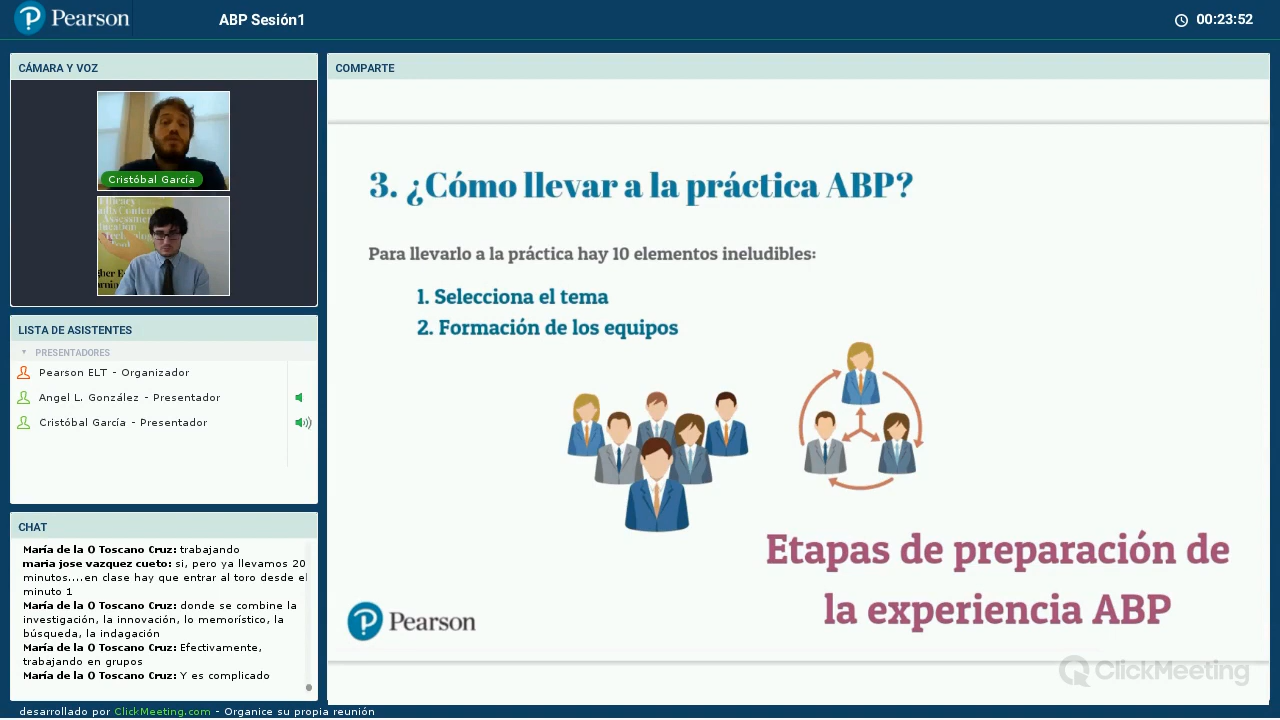 Pearson
ABP Sesión1
00:23:52
CÁMARA Y VOZ
Cristóbal García
LISTA DE ASISTENTES
PRESENTADORES
Pearson ELT - Organizador
Angel L. González - Presentador
Cristóbal García - Presentador
CHAT
María de la O Toscano Cruz: trabajando
maria jose vazquez cueto: si, pero ya llevamos 20
minutos....en clase hay que entrar al toro desde el
minuto 1
María de la O Toscano Cruz: donde se combine la
investigación, la innovación, lo memorístico, la
búsqueda, la indagación
María de la O Toscano Cruz: Efectivamente,
trabajando en grupos
María de la O Toscano Cruz: Y es complicado
COMPARTE
3. ¿Cómo llevar a la práctica ABP?
Para llevarlo a la práctica hay 10 elementos ineludibles:
1. Selecciona el tema
2. Formación de los equipos
Etapas de preparación de
la experiencia ABP
Pearson
ClickMeeting
desarrollado por ClickMeeting.com - Organice su propia reunión